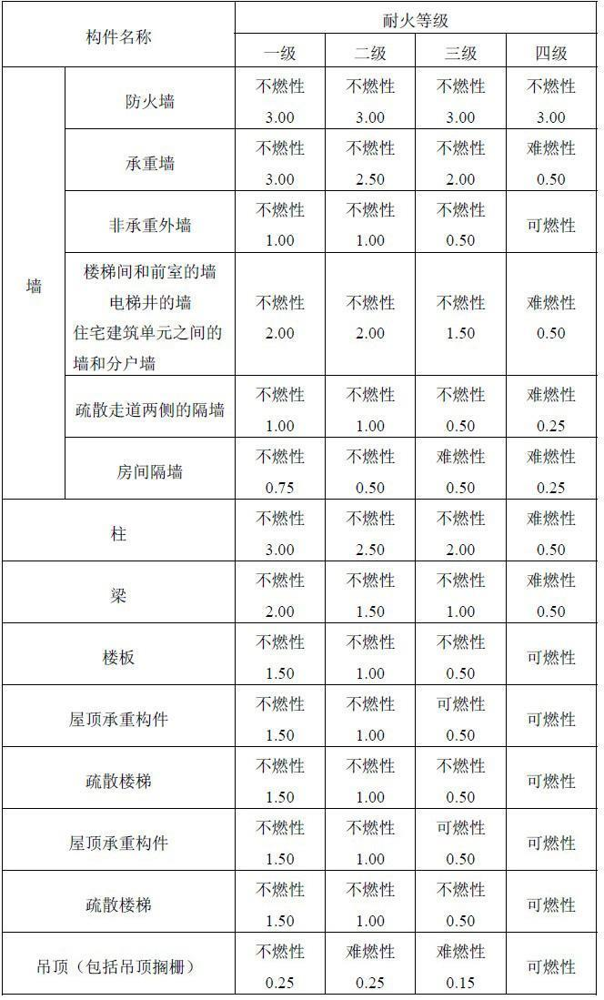 构件名称
耐火等级
一级 二级 三级 四级
墙
防火墙
不燃性 不燃性 不燃性 不燃性
3.00 3.00 3.00 3.00
承重墙
不燃性 不燃性 不燃性 难燃性
3.00 2.50 2.00 0.50
非承重外墙
不燃性 不燃性 不燃性 可燃性
1.00 1.00 0.50
楼梯间和前室的墙
电梯井的墙
住宅建筑单元之间的
墙和分户墙
不燃性 不燃性 不燃性 难燃性
2.00 2.00 1.50 0.50
疏散走道两侧的隔墙
不燃性 不燃性 不燃性 难燃性
1.00 1.00 0.50 0.25
房间隔墙
不燃性 不燃性 难燃性 难燃性
0.75 0.50 0.50 0.25
柱
不燃性 不燃性 不燃性 难燃性
3.00 2.50 2.00 0.50
梁
不燃性 不燃性 不燃性 难燃性
2.00 1.50 1.00 0.50
楼板
不燃性 不燃性 不燃性 可燃性
1.50 1.00 0.50
屋顶承重构件
不燃性 不燃性 可燃性 可燃性
1.50 1.00 0.50
疏散楼梯
不燃性 不燃性 不燃性 可燃性
1.50 1.00 0.50
屋顶承重构件
不燃性 不燃性 可燃性 可燃性
1.50 1.00 0.50
疏散楼梯
不燃性 不燃性 不燃性 可燃性
1.50 1.00 0.50
吊顶（包括吊顶搁栅）
不燃性 难燃性 难燃性 可燃性
0.25 0.25 0.15